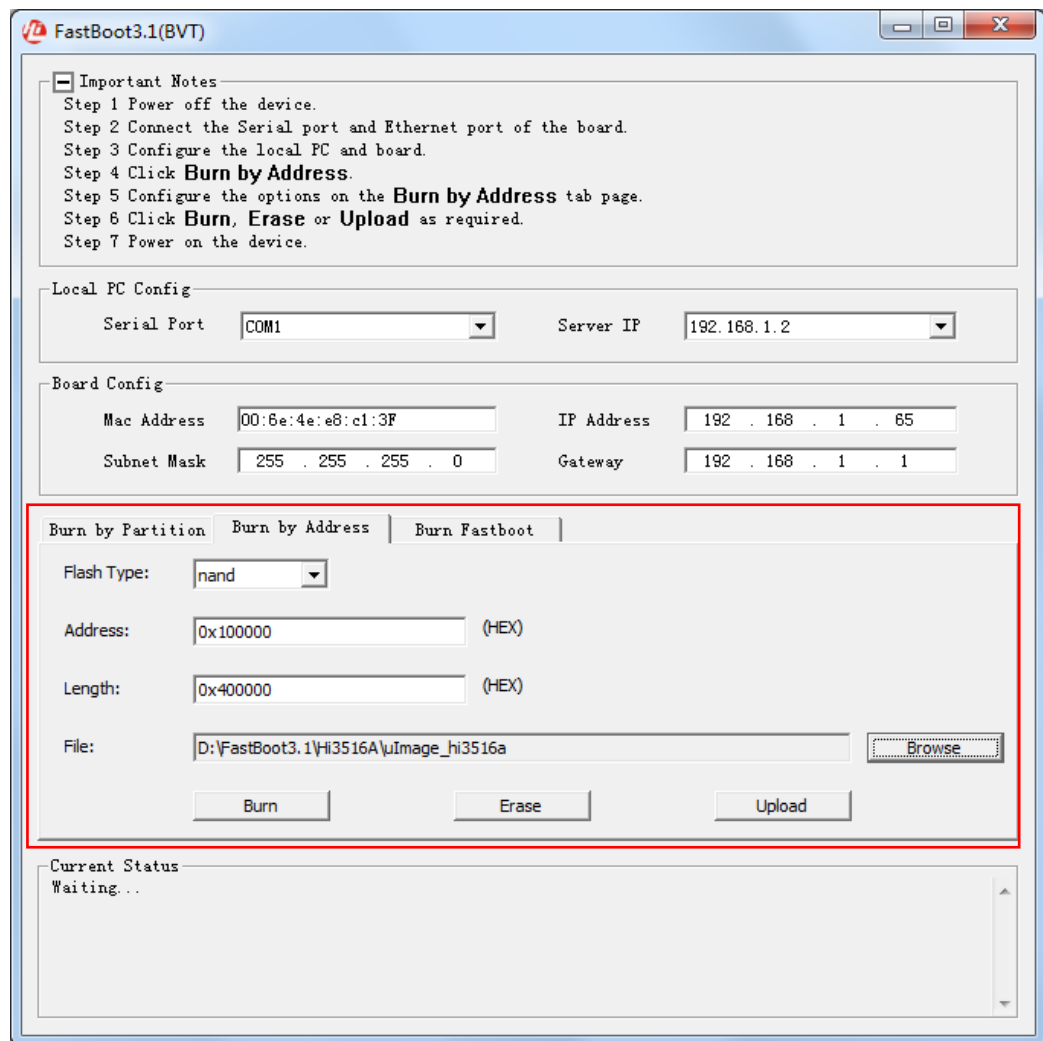 FastBoot3.1(BVT)
Important Notes
Step 1 Power off the device.
Step 2 Connect the Serial port and Ethernet port of the board.
Step 3 Configure the local PC and board.
Step 4 Click Burn by Address.
Step 5 Configure the options on the Burn by Address tab page.
Step 6 Click Burn, Erase or Upload as required.
Step 7 Power on the device.
Local PC Config
Serial Port COM1 Server IP 192.168.1.2
Board Config
Mac Address 00:6e:4e:e8:c1:3F IP Address 192 . 168 . 1 . 65
Subnet Mask 255 . 255 . 255 . 0 Gateway 192 . 168 . 1 . 1
Burn by Partition Burn by Address Burn Fastboot
Flash Type: nand
Address: 0x100000 (HEX)
Length: 0x400000 (HEX)
File: D:\FastBoot3.1\Hi3516A\uImage_hi3516a Browse
Burn Erase Upload
Current Status
Waiting...